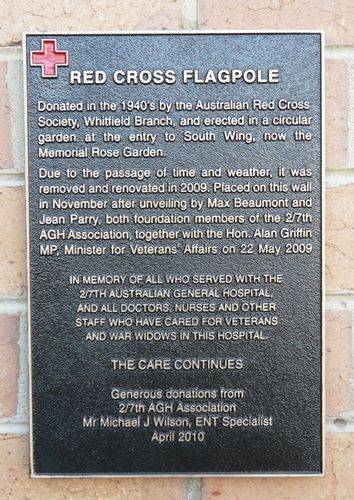 RED CROSS FLAGPOLE
Donated in the 1940's by the Australian Red Cross
Society, Whitfield Branch, and erected in a circular
garden at the entry to South Wing, now the
Memorial Rose Garden.
Due to the passage of time and weather, it was
removed and renovated in 2009. Placed on this wall
in November after unveiling by Max Beaumont and
Jean Parry, both foundation members of the 2/7th
AGH Association, together with the Hon. Alan Griffin
MP, Minister for Veterans' Affairs on 22 May 2009
IN MEMORY OF ALL WHO SERVED WITH THE
2/7TH AUSTRALIAN GENERAL HOSPITAL,
AND ALL DOCTORS, NURSES AND OTHER
STAFF WHO HAVE CARED FOR VETERANS
AND WAR WIDOWS IN THIS HOSPITAL.
THE CARE CONTINUES
Generous donations from
2/7th AGH Association
Mr Michael J Wilson, ENT Specialist
April 2010